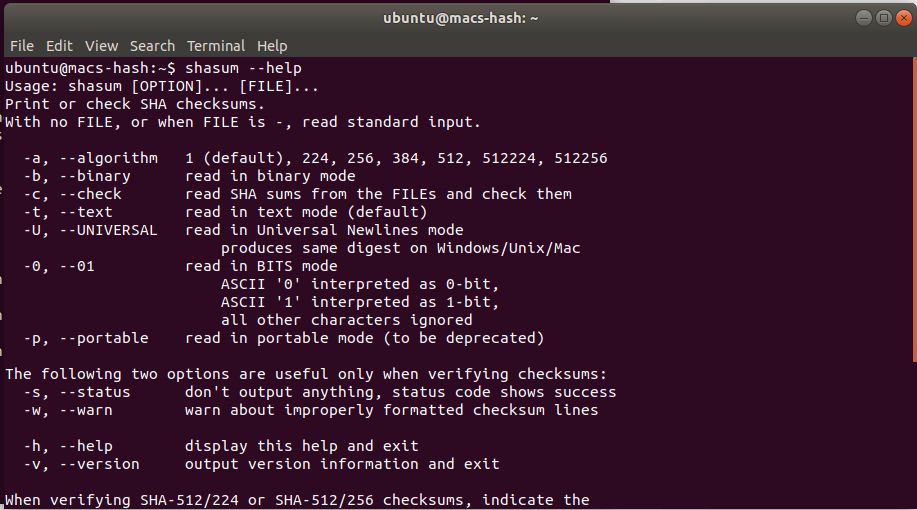 ubuntu@macs-hash: ~
File Edit View Search Terminal Help
ubuntu@macs-hash:~$ shasum --help
Usage: shasum [OPTION]... [FILE]...
Print or check SHA checksums.
With no FILE, or when FILE is -, read standard input.
-a, --algorithm   1 (default), 224, 256, 384, 512, 512224, 512256
-b, --binary      read in binary mode
-c, --check       read SHA sums from the FILEs and check them
-t, --text        read in text mode (default)
-U, --UNIVERSAL   read in Universal Newlines mode
produces same digest on Windows/Unix/Mac
-0, --01          read in BITS mode
ASCII '0' interpreted as 0-bit,
ASCII '1' interpreted as 1-bit,
all other characters ignored
-p, --portable    read in portable mode (to be deprecated)
The following two options are useful only when verifying checksums:
-s, --status      don't output anything, status code shows success
-w, --warn        warn about improperly formatted checksum lines
-h, --help        display this help and exit
-v, --version     output version information and exit
When verifying SHA-512/224 or SHA-512/256 checksums, indicate the